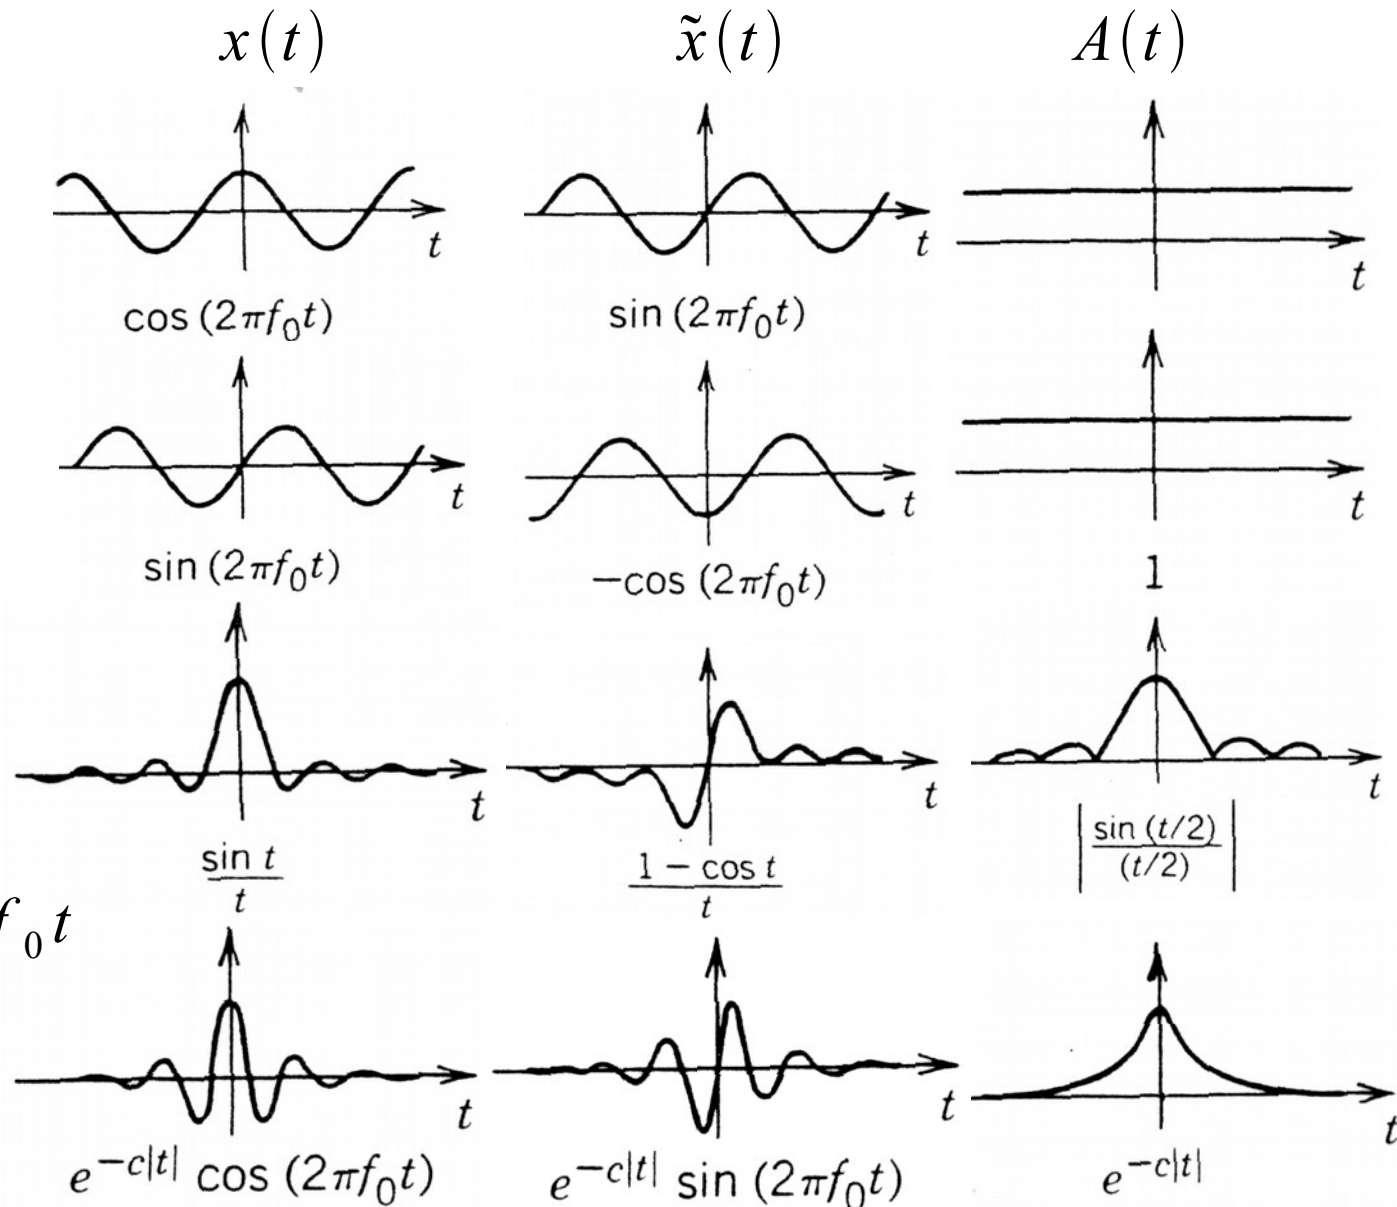 x(t) x̃(t) A(t)
t t t
cos (2πf₀t) sin (2πf₀t)
t t t
sin (2πf₀t) −cos (2πf₀t) 1
t t t
sin t / t (1 − cos t) / t |sin (t/2) / (t/2)|
f₀t
t t t
e^−c|t| cos (2πf₀t) e^−c|t| sin (2πf₀t) e^−c|t|